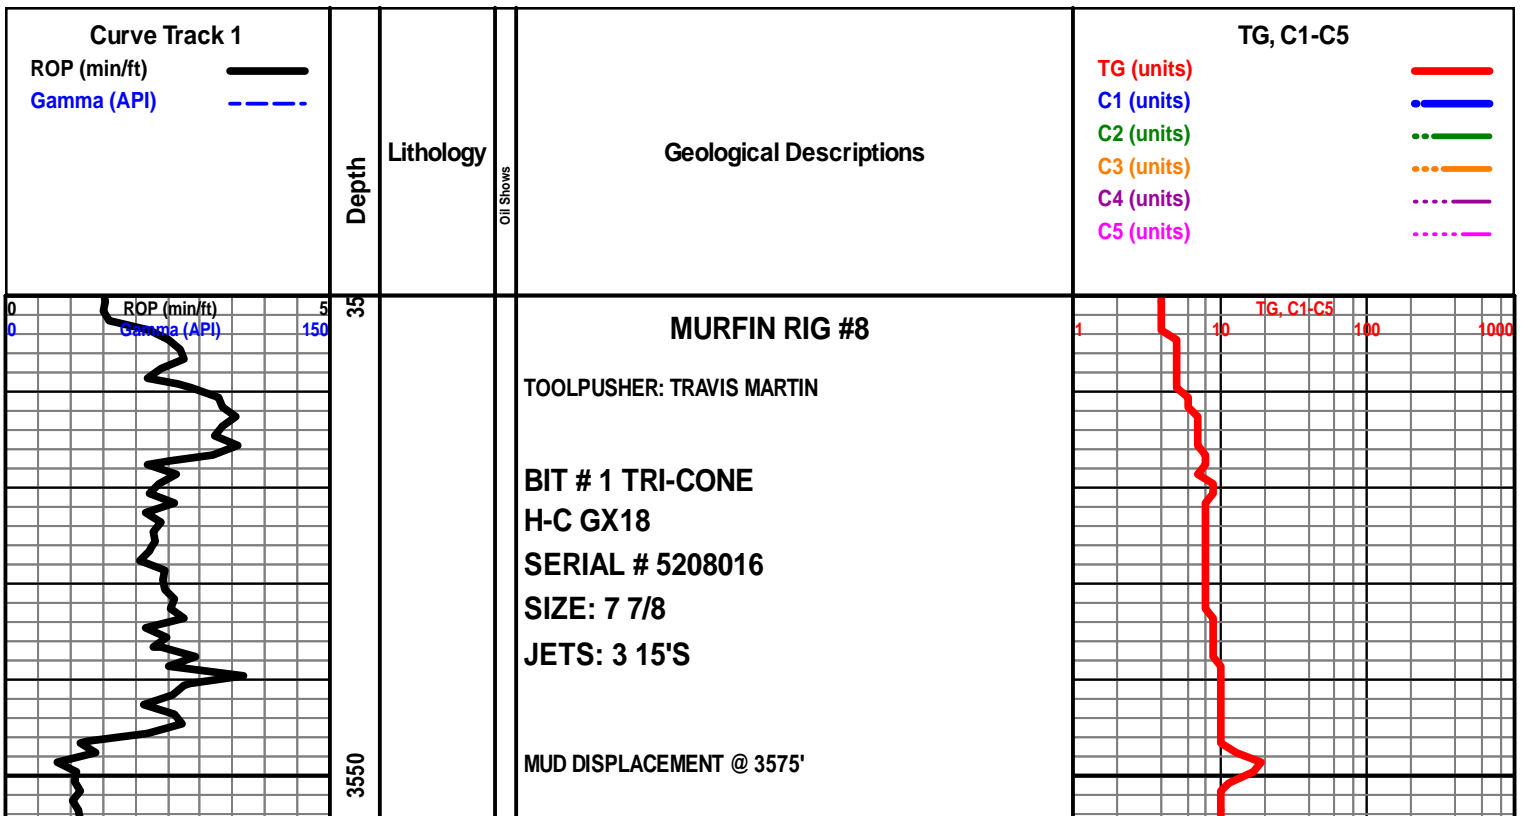 Curve Track 1
ROP (min/ft)
Gamma (API)
Depth
Lithology
Oil Shows
Geological Descriptions
TG, C1-C5
TG (units)
C1 (units)
C2 (units)
C3 (units)
C4 (units)
C5 (units)
0 ROP (min/ft) 5
0 Gamma (API) 150
35
MURFIN RIG #8
TG, C1-C5
1 10 100 1000
TOOLPUSHER: TRAVIS MARTIN
BIT # 1 TRI-CONE
H-C GX18
SERIAL # 5208016
SIZE: 7 7/8
JETS: 3 15'S
3550
MUD DISPLACEMENT @ 3575'